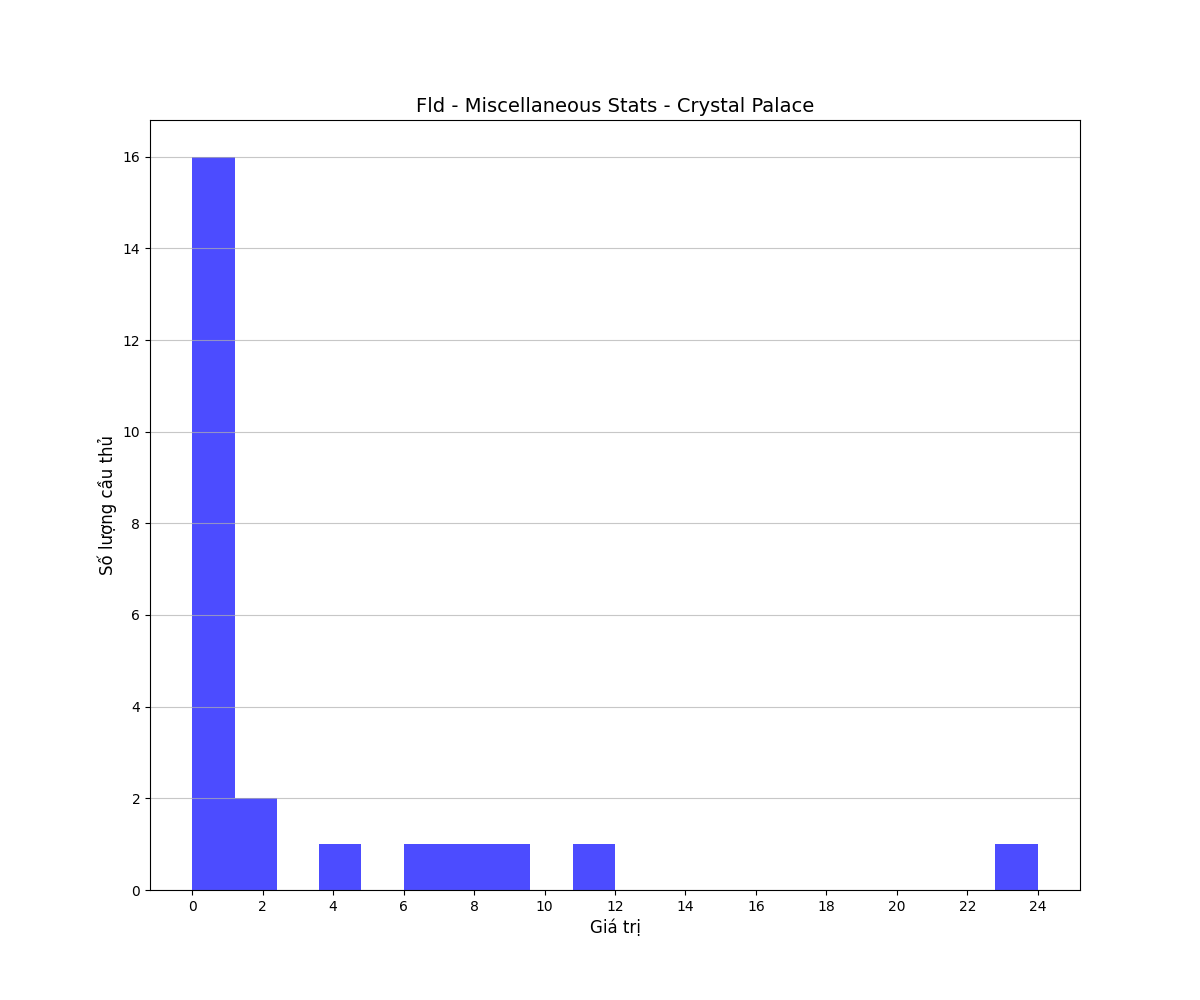 Fld - Miscellaneous Stats - Crystal Palace
16
14
12
10
8
6
4
2
0
Số lượng cầu thủ
0 2 4 6 8 10 12 14 16 18 20 22 24
Giá trị